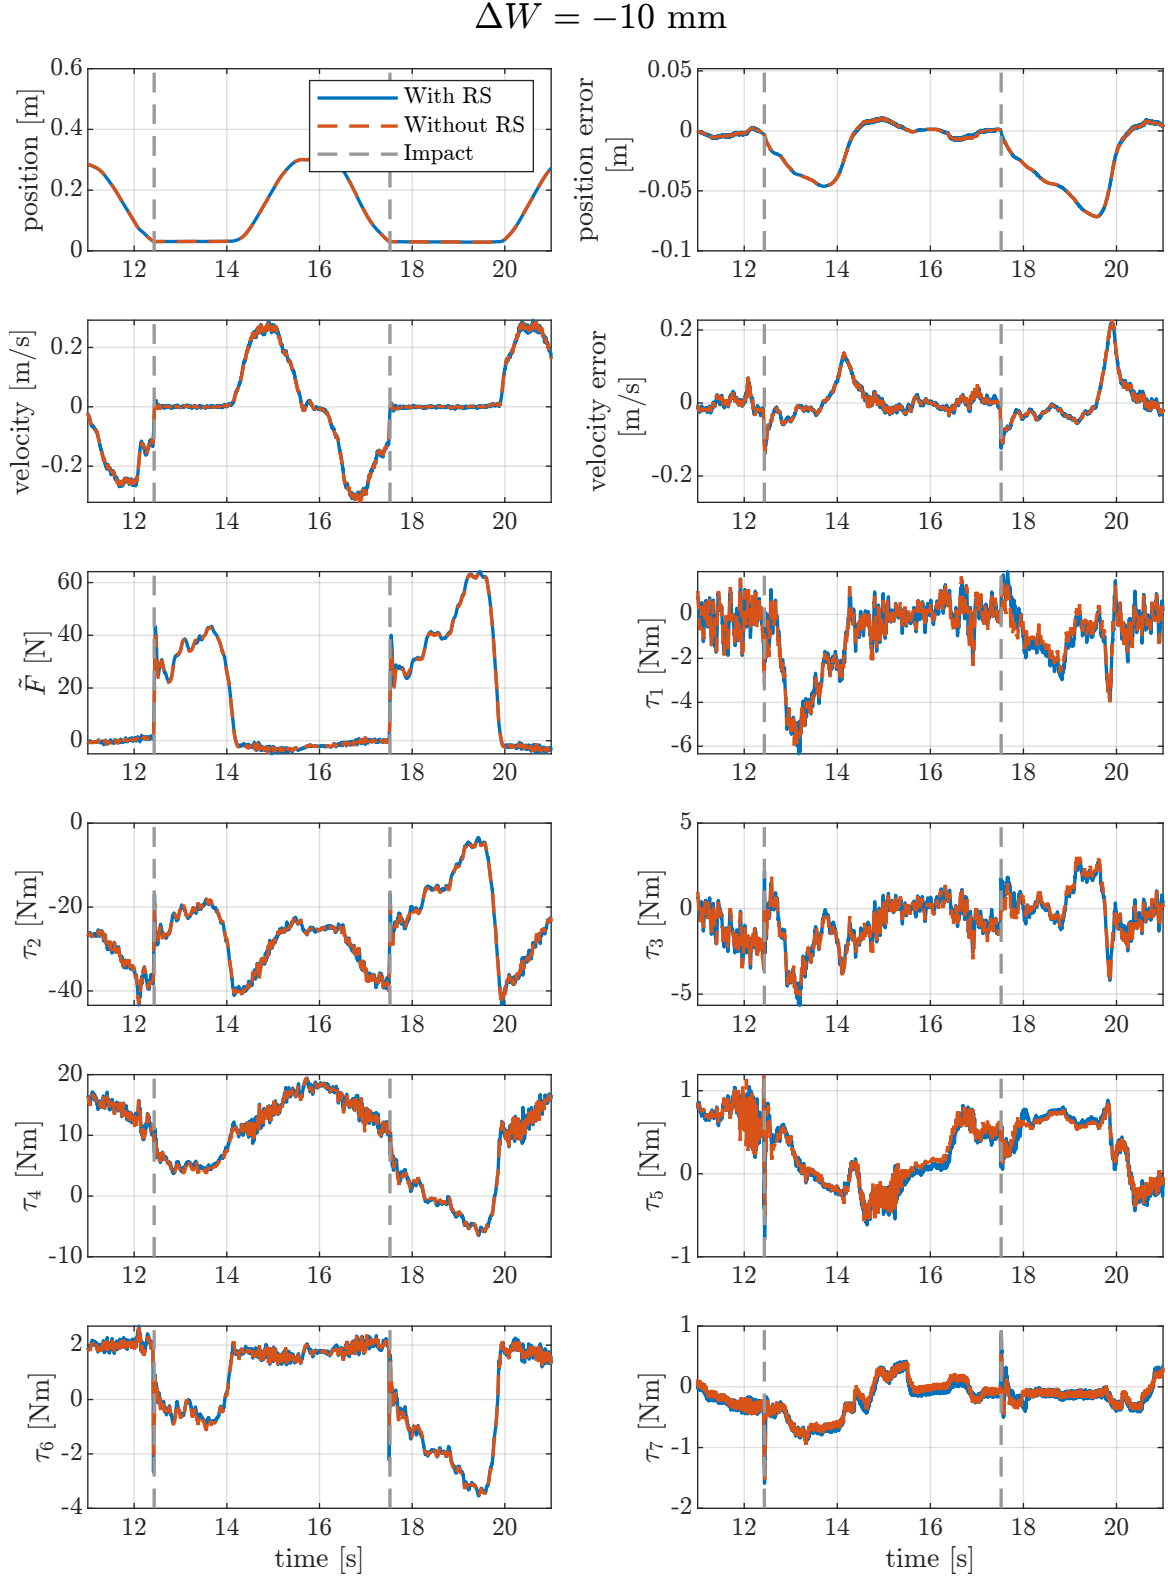 ΔW = −10 mm
position [m]
0.6
0.4
0.2
0
12 14 16 18 20
With RS
Without RS
Impact
position error
[m]
0.05
0
-0.05
-0.1
12 14 16 18 20
velocity [m/s]
0.2
0
-0.2
12 14 16 18 20
velocity error
[m/s]
0.2
0
-0.2
12 14 16 18 20
F̃ [N]
60
40
20
0
12 14 16 18 20
τ₁ [Nm]
0
-2
-4
-6
12 14 16 18 20
τ₂ [Nm]
0
-20
-40
12 14 16 18 20
τ₃ [Nm]
5
0
-5
12 14 16 18 20
τ₄ [Nm]
20
10
0
-10
12 14 16 18 20
τ₅ [Nm]
1
0
-1
12 14 16 18 20
τ₆ [Nm]
2
0
-2
-4
12 14 16 18 20
time [s]
τ₇ [Nm]
1
0
-1
-2
12 14 16 18 20
time [s]